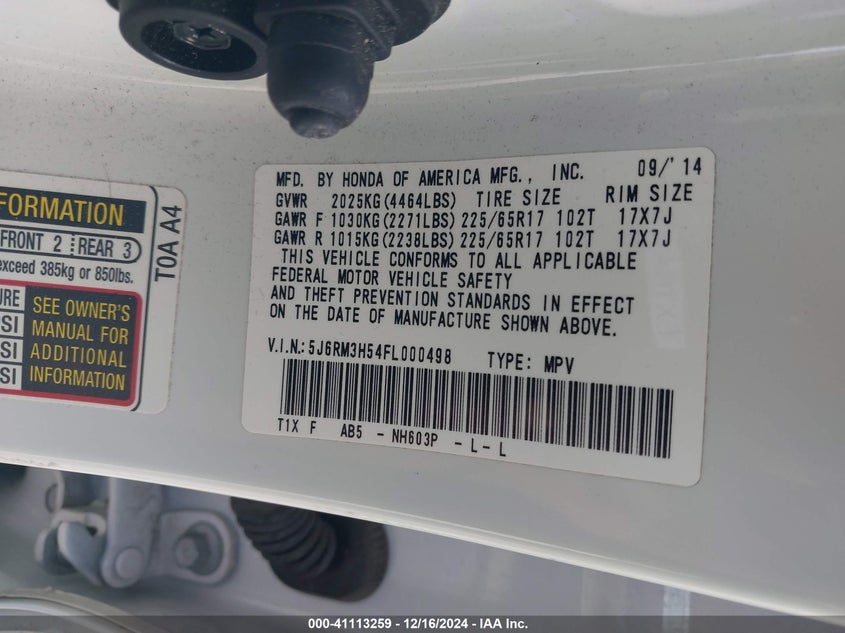 FORMATION
FRONT 2 REAR 3
exceed 385kg or 850lbs.
SEE OWNER'S
MANUAL FOR
ADDITIONAL
INFORMATION
T0A A4
MFD. BY HONDA OF AMERICA MFG., INC. 09/'14
GVWR 2025KG(4464LBS) TIRE SIZE RIM SIZE
GAWR F 1030KG(2271LBS) 225/65R17 102T 17X7J
GAWR R 1015KG(2238LBS) 225/65R17 102T 17X7J
THIS VEHICLE CONFORMS TO ALL APPLICABLE
FEDERAL MOTOR VEHICLE SAFETY
AND THEFT PREVENTION STANDARDS IN EFFECT
ON THE DATE OF MANUFACTURE SHOWN ABOVE.
V.I.N.:5J6RM3H54FL000498 TYPE: MPV
T1X F AB5 - NH603P - L- L
000-41113259 - 12/16/2024 - IAA Inc.